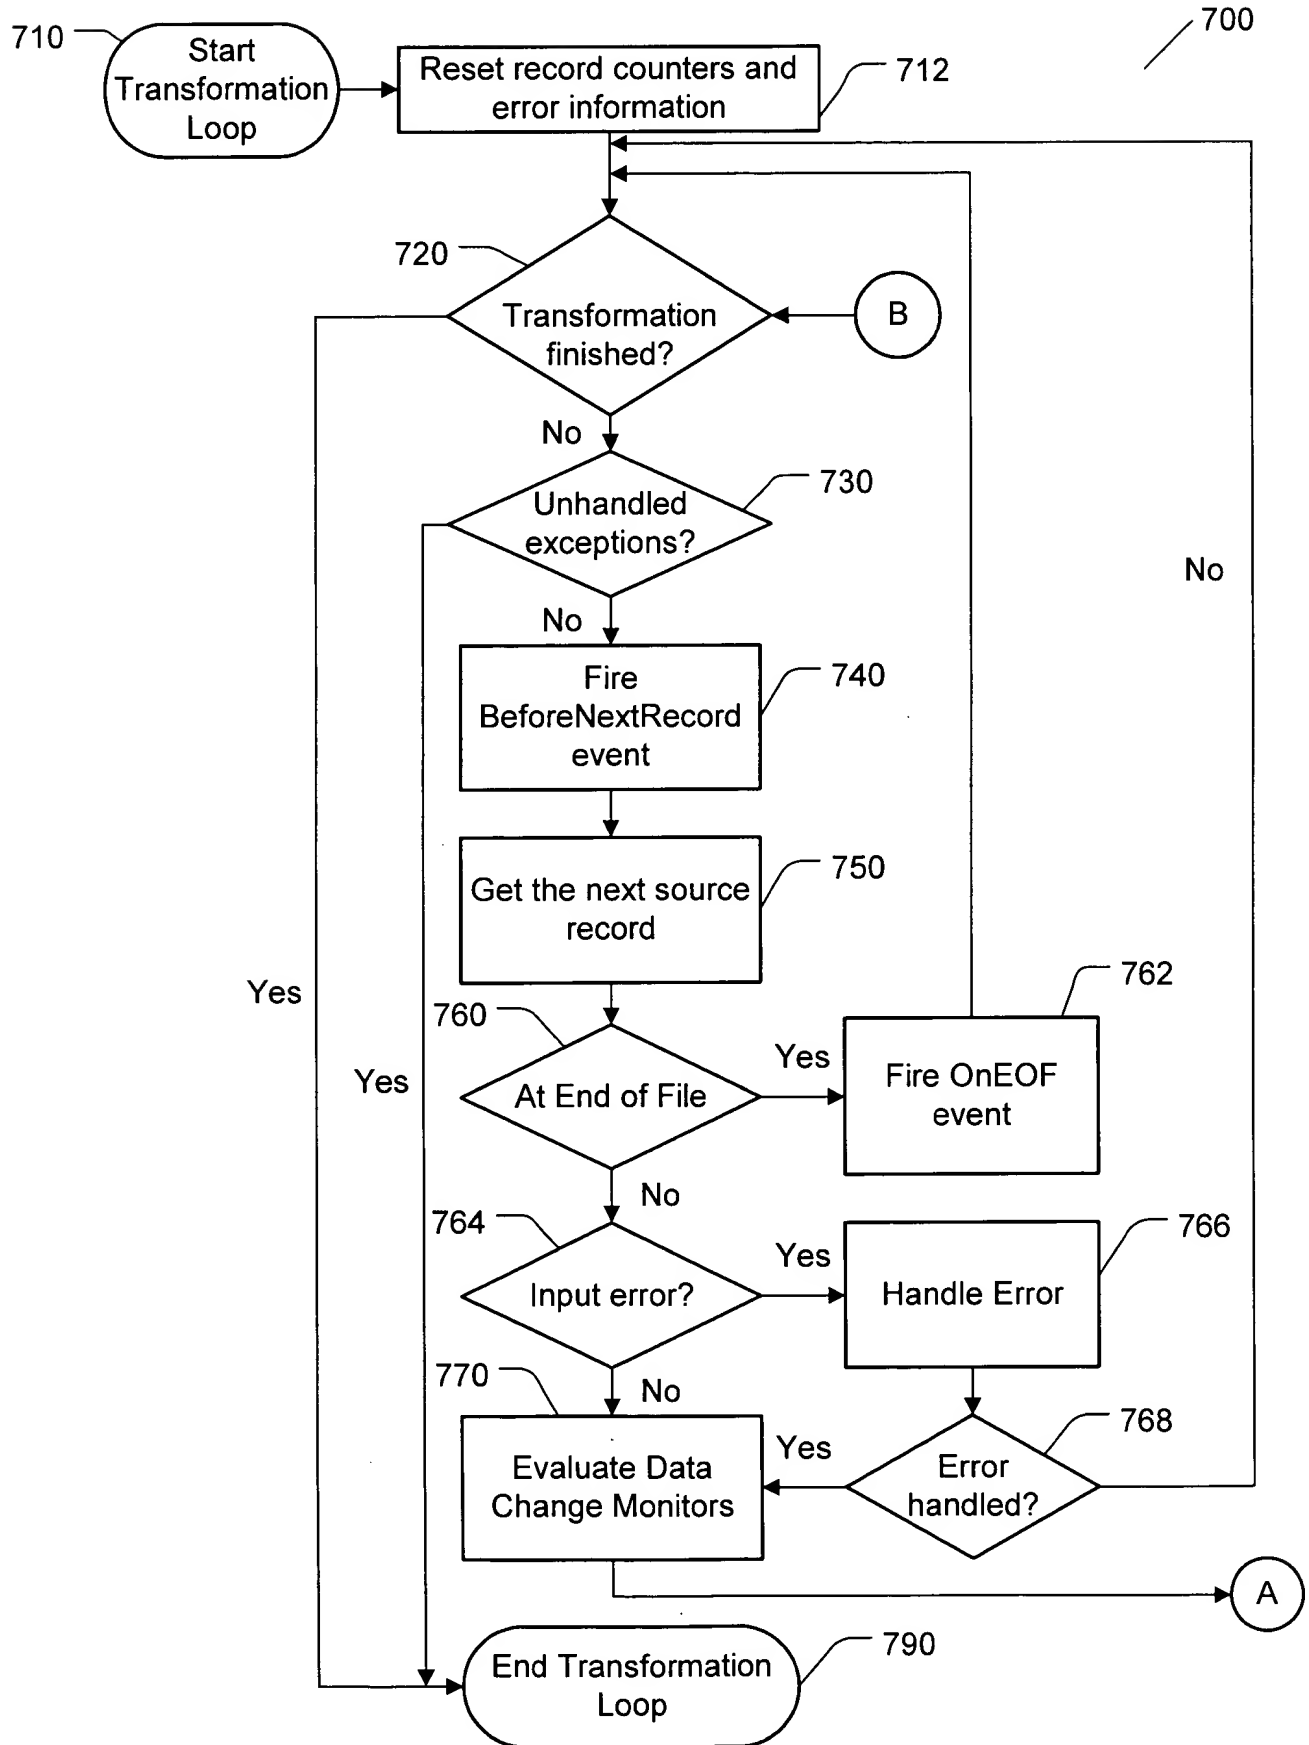 700
710
Start
Transformation
Loop
Reset record counters and
error information
712
720
Transformation
finished?
B
No
730
Unhandled
exceptions?
No
No
Fire
BeforeNextRecord
event
740
Get the next source
record
750
Yes
760
At End of File
Yes
762
Fire OnEOF
event
Yes
No
764
Input error?
Yes
766
Handle Error
No
770
Evaluate Data
Change Monitors
Yes
768
Error
handled?
A
790
End Transformation
Loop